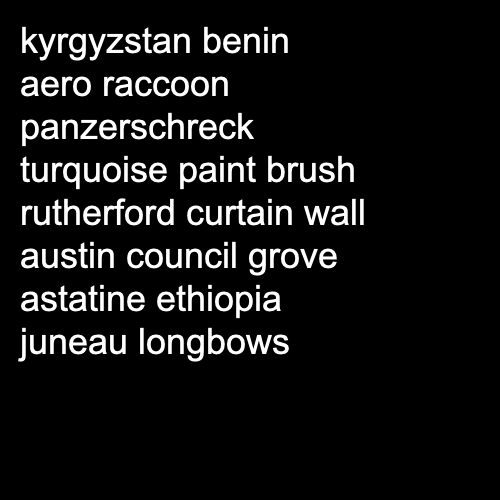 kyrgyzstan benin
aero raccoon
panzerschreck
turquoise paint brush
rutherford curtain wall
austin council grove
astatine ethiopia
juneau longbows